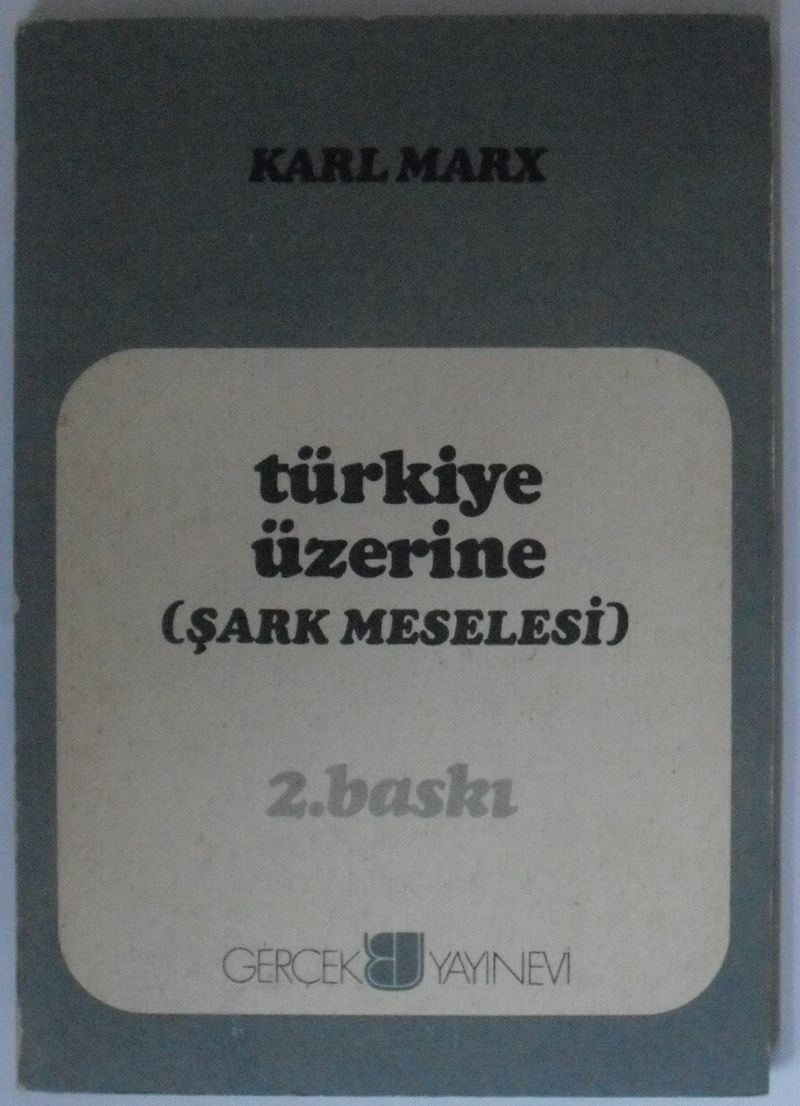 KARL MARX
türkiye
üzerine
(ŞARK MESELESİ)
2.baskı
GERÇEK YAYINEVİ